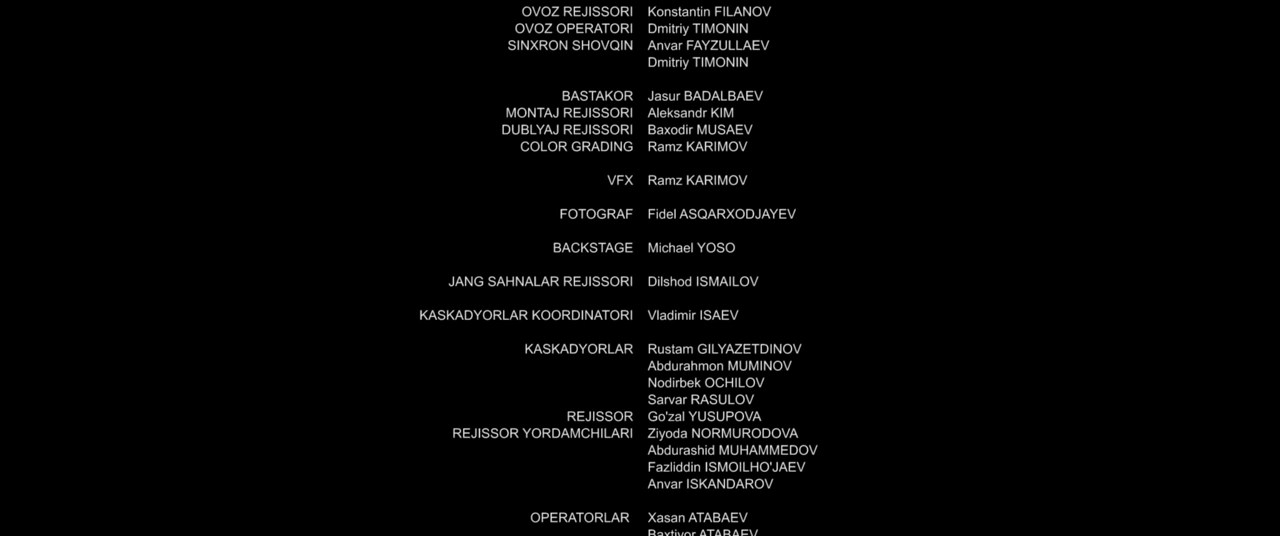 OVOZ REJISSORI Konstantin FILANOV
OVOZ OPERATORI Dmitriy TIMONIN
SINXRON SHOVQIN Anvar FAYZULLAEV
Dmitriy TIMONIN
BASTAKOR Jasur BADALBAEV
MONTAJ REJISSORI Aleksandr KIM
DUBLYAJ REJISSORI Baxodir MUSAEV
COLOR GRADING Ramz KARIMOV
VFX Ramz KARIMOV
FOTOGRAF Fidel ASQARXODJAYEV
BACKSTAGE Michael YOSO
JANG SAHNALAR REJISSORI Dilshod ISMAILOV
KASKADYORLAR KOORDINATORI Vladimir ISAEV
KASKADYORLAR Rustam GILYAZETDINOV
Abdurahmon MUMINOV
Nodirbek OCHILOV
Sarvar RASULOV
REJISSOR Go'zal YUSUPOVA
REJISSOR YORDAMCHILARI Ziyoda NORMURODOVA
Abdurashid MUHAMMEDOV
Fazliddin ISMOILHO'JAEV
Anvar ISKANDAROV
OPERATORLAR Xasan ATABAEV
Baxtiyor ATABAEV